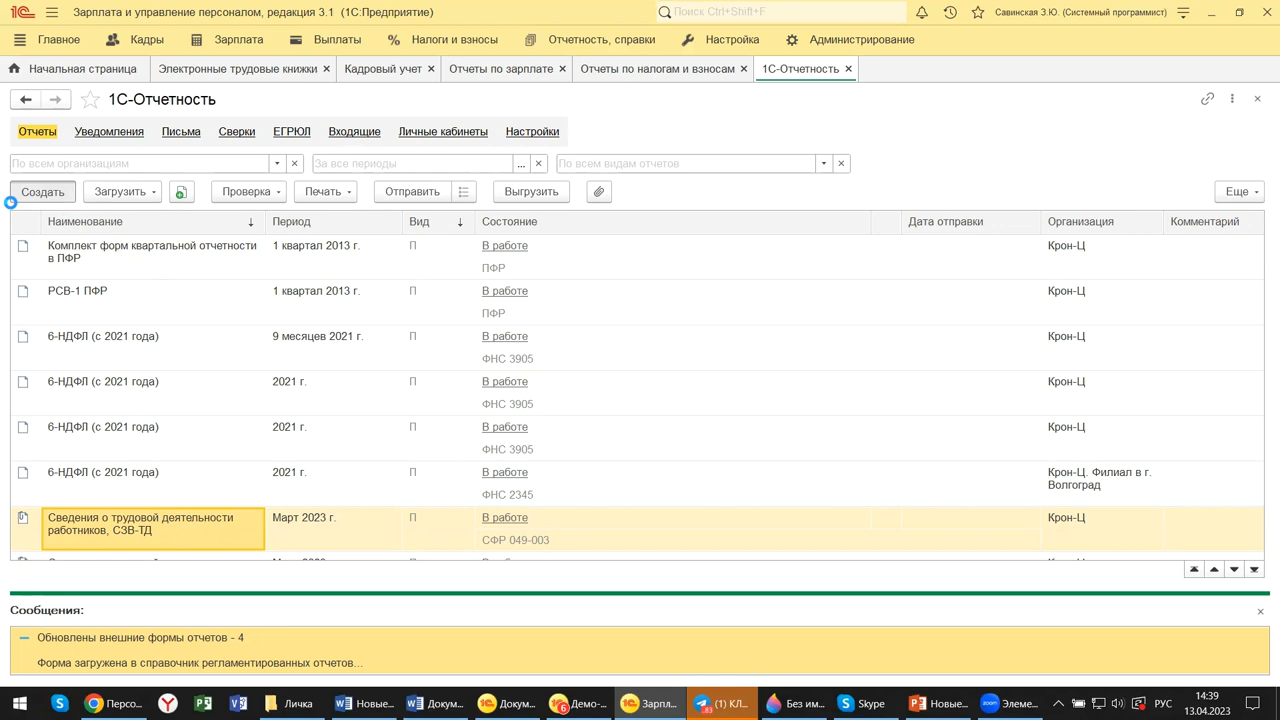 Зарплата и управление персоналом, редакция 3.1 (1С:Предприятие)
Поиск Ctrl+Shift+F
Савинская З.Ю. (Системный программист)
Главное
Кадры
Зарплата
Выплаты
Налоги и взносы
Отчетность, справки
Настройка
Администрирование
Начальная страница
Электронные трудовые книжки ×
Кадровый учет ×
Отчеты по зарплате ×
Отчеты по налогам и взносам ×
1С-Отчетность ×
1С-Отчетность
Отчеты
Уведомления
Письма
Сверки
ЕГРЮЛ
Входящие
Личные кабинеты
Настройки
По всем организациям
За все периоды
...
По всем видам отчетов
Создать
Загрузить
Проверка
Печать
Отправить
Выгрузить
Еще
Наименование
Период
Вид
Состояние
Дата отправки
Организация
Комментарий
Комплект форм квартальной отчетности
в ПФР
1 квартал 2013 г.
П
В работе
ПФР
Крон-Ц
РСВ-1 ПФР
1 квартал 2013 г.
П
В работе
ПФР
Крон-Ц
6-НДФЛ (с 2021 года)
9 месяцев 2021 г.
П
В работе
ФНС 3905
Крон-Ц
6-НДФЛ (с 2021 года)
2021 г.
П
В работе
ФНС 3905
Крон-Ц
6-НДФЛ (с 2021 года)
2021 г.
П
В работе
ФНС 3905
Крон-Ц
6-НДФЛ (с 2021 года)
2021 г.
П
В работе
ФНС 2345
Крон-Ц. Филиал в г.
Волгоград
Сведения о трудовой деятельности
работников, СЗВ-ТД
Март 2023 г.
П
В работе
СФР 049-003
Крон-Ц
Сообщения:
Обновлены внешние формы отчетов - 4
Форма загружена в справочник регламентированных отчетов...
Персо...
Личка
Новые...
Докум...
Докум...
Демо-...
Зарпл...
(1) КЛ...
83
6
Без им...
Skype
Новые...
zoom
Элеме...
РУС
14:39
13.04.2023